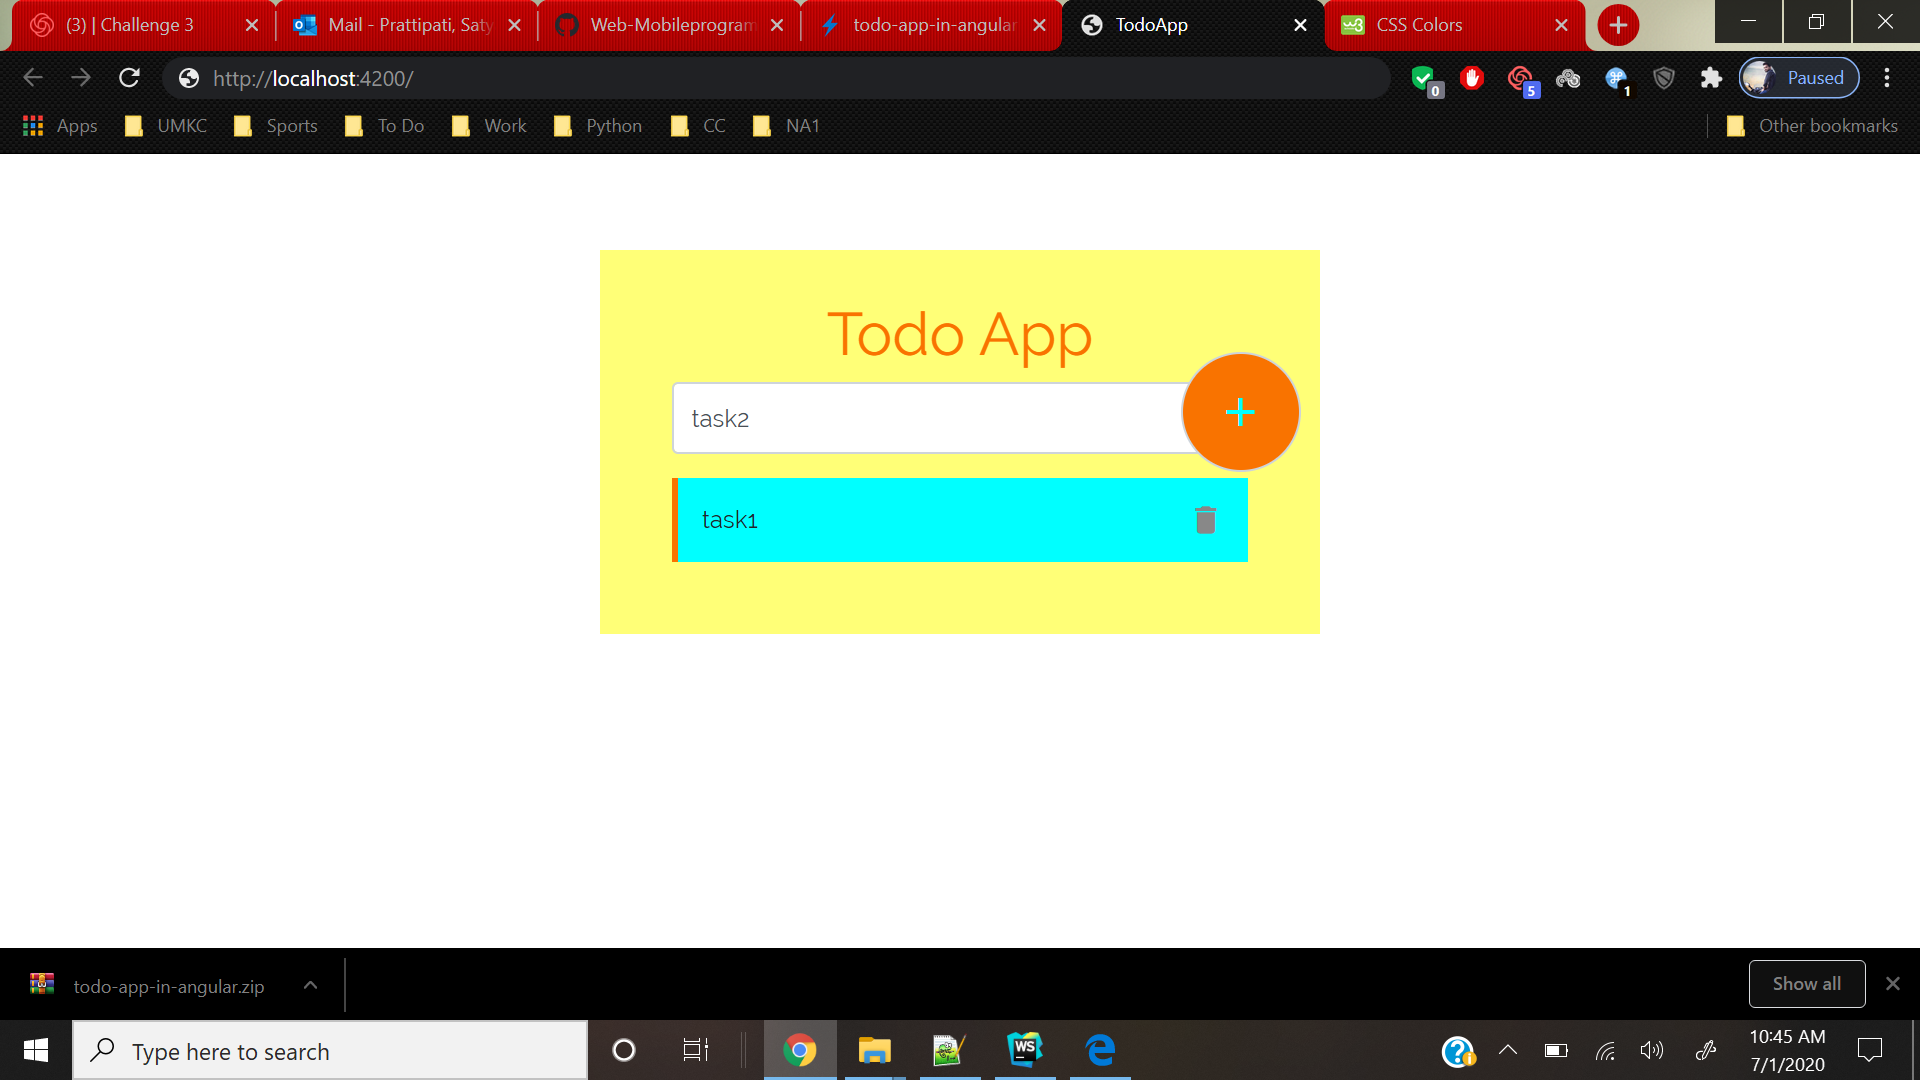 (3) | Challenge 3
Mail - Prattipati, Saty
Web-Mobileprogram
todo-app-in-angular
TodoApp
CSS Colors
http://localhost:4200/
0
5
1
Paused
Apps
UMKC
Sports
To Do
Work
Python
CC
NA1
Other bookmarks
Todo App
task2
+
task1
todo-app-in-angular.zip
Show all
Type here to search
WS
10:45 AM
7/1/2020